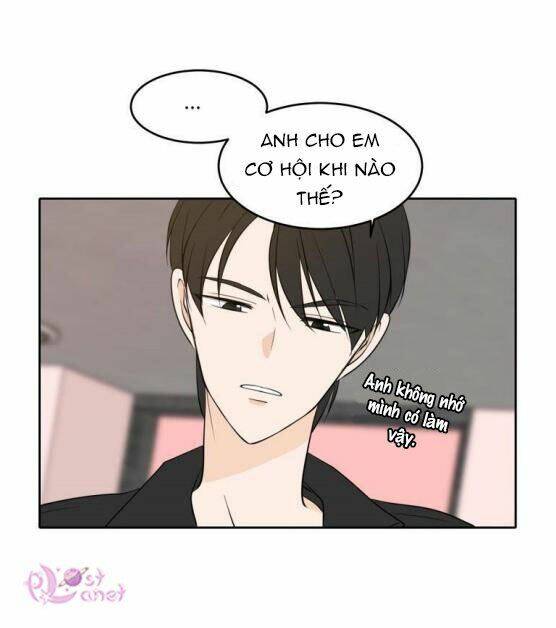 ...
ANH CHO EM
CƠ HỘI KHI NÀO
THẾ?
Anh không nhớ
mình có làm
vậy.
Lost
Planet